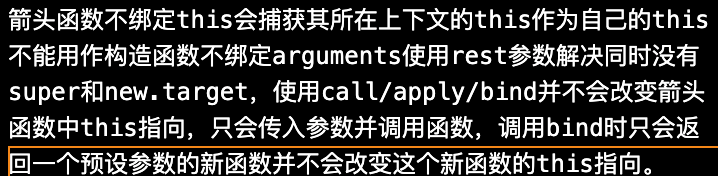 箭头函数不绑定this会捕获其所在上下文的this作为自己的this
不能用作构造函数不绑定arguments使用rest参数解决同时没有
super和new.target，使用call/apply/bind并不会改变箭头
函数中this指向，只会传入参数并调用函数，调用bind时只会返
回一个预设参数的新函数并不会改变这个新函数的this指向。